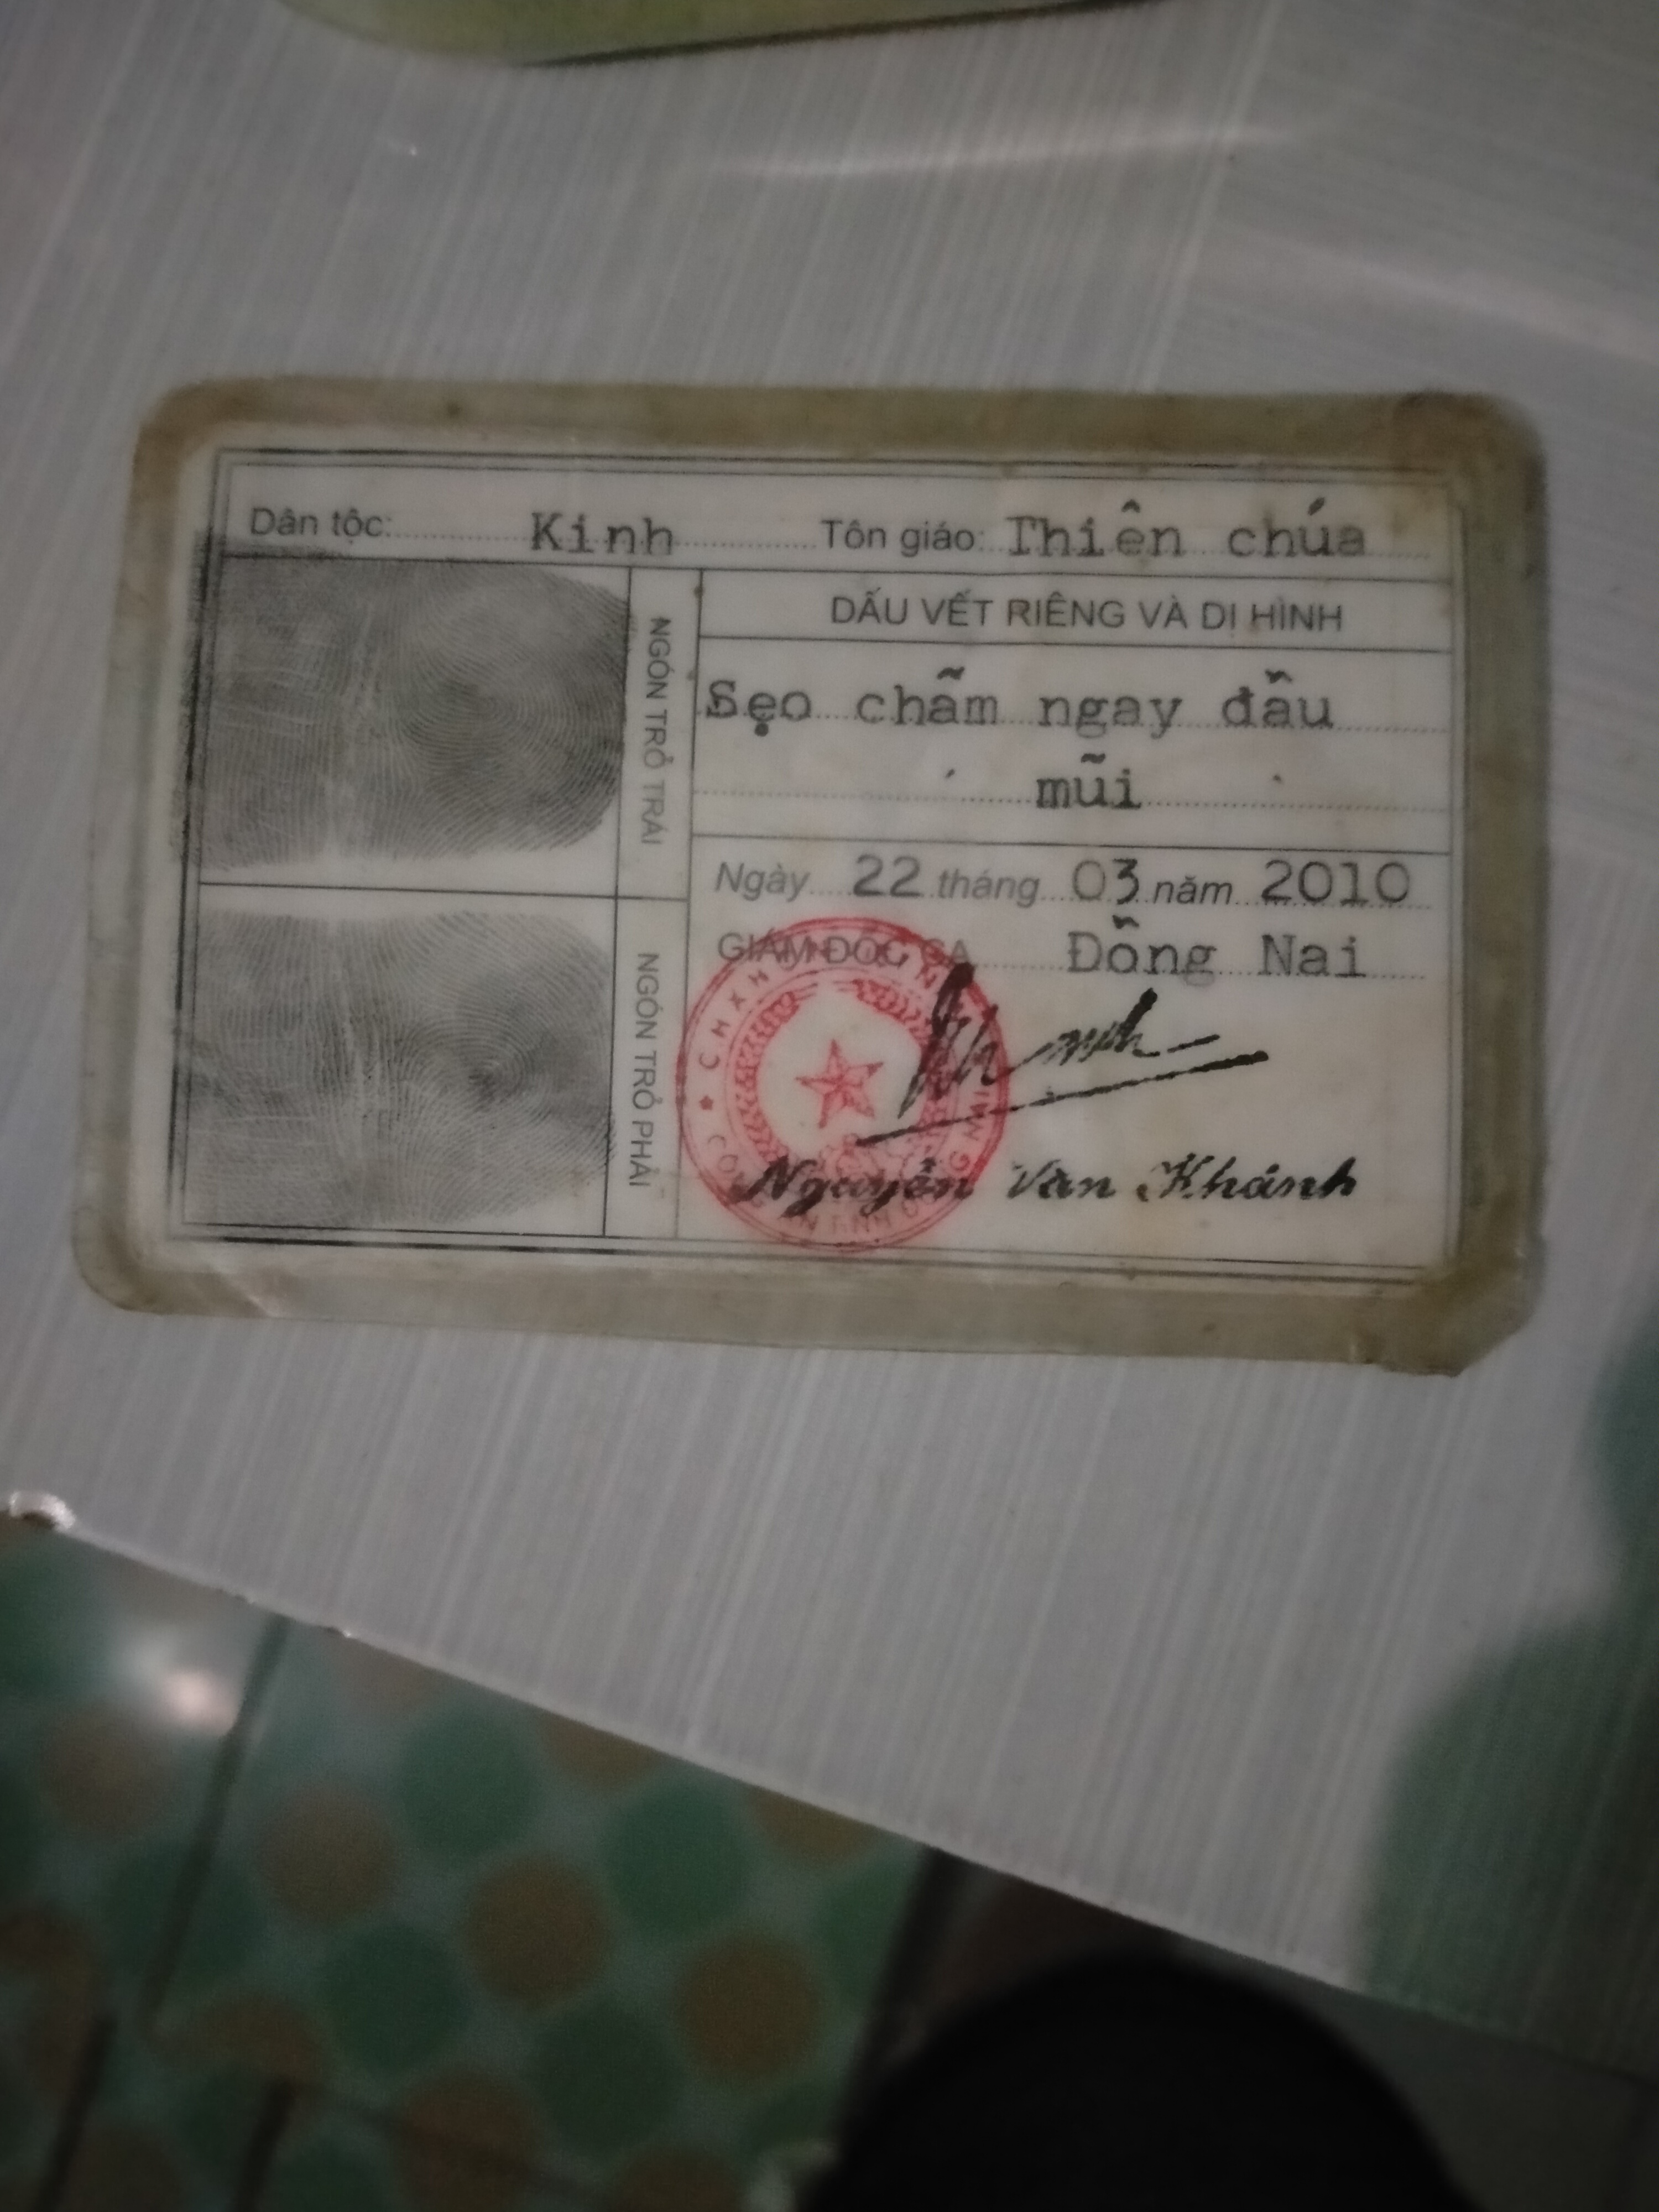 Dân tộc: Kinh Tôn giáo: Thiên chúa
NGÓN TRỎ TRÁI
DẤU VẾT RIÊNG VÀ DỊ HÌNH
Sẹo chấm ngay đầu
mũi
Ngày 22 tháng 03 năm 2010
GIÁM ĐỐC CA Đồng Nai
NGÓN TRỎ PHẢI
Nguyễn Văn Khánh